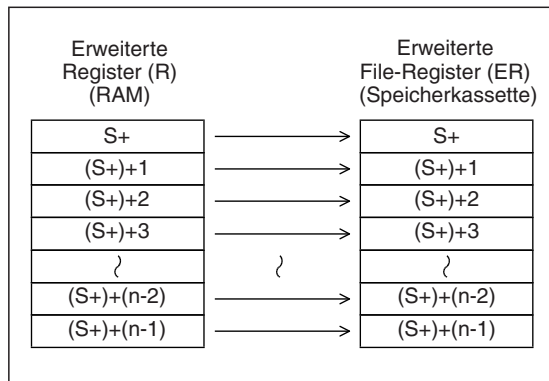 Erweiterte
Register (R)
(RAM)
Erweiterte
File-Register (ER)
(Speicherkassette)
S+
(S+)+1
(S+)+2
(S+)+3
(S+)+(n-2)
(S+)+(n-1)
S+
(S+)+1
(S+)+2
(S+)+3
(S+)+(n-2)
(S+)+(n-1)